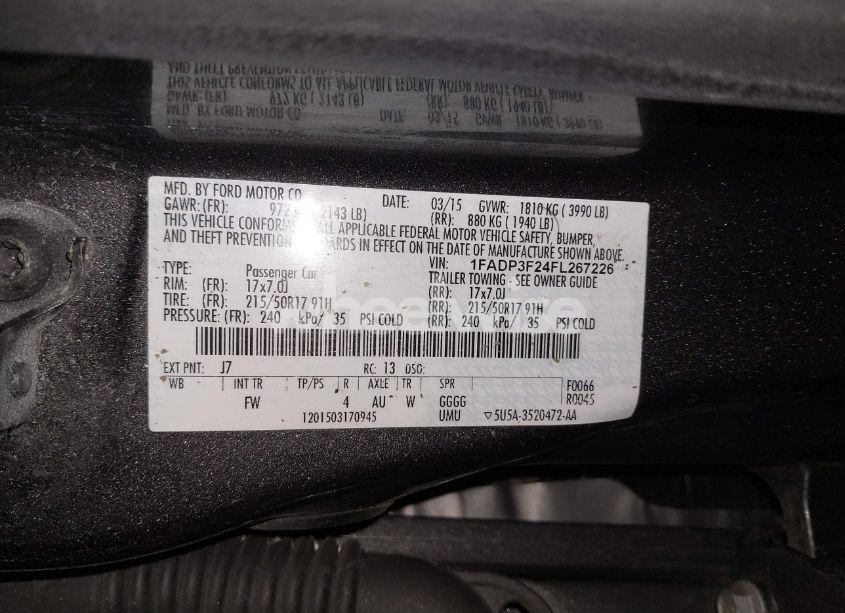 MFD. BY FORD MOTOR CO DATE: 03/15 GVWR: 1810 KG ( 3990 LB)
GAWR: (FR): 972 2143 LB) (RR): 880 KG ( 1940 LB)
THIS VEHICLE CONFORMS ALL APPLICABLE FEDERAL MOTOR VEHICLE SAFETY, BUMPER,
AND THEFT PREVENTION IN EFFECT ON THE DATE OF MANUFACTURE SHOWN ABOVE.
VIN: 1FADP3F24FL267226
TYPE: Passenger Car TRAILER TOWING - SEE OWNER GUIDE
RIM: (FR): 17x7.0J (RR): 17x7.0J
TIRE: (FR): 215/50R17 91H (RR): 215/50R17 91H
PRESSURE: (FR): 240 kPa/ 35 PSI COLD (RR): 240 kPa/ 35 PSI COLD
EXT PNT: J7 RC: 13 DSO:
WB INT TR TP/PS R AXLE TR SPR F0066
FW 4 AU W GGGG R0045
1201503170945 UMU ▽5U5A-3520472-AA